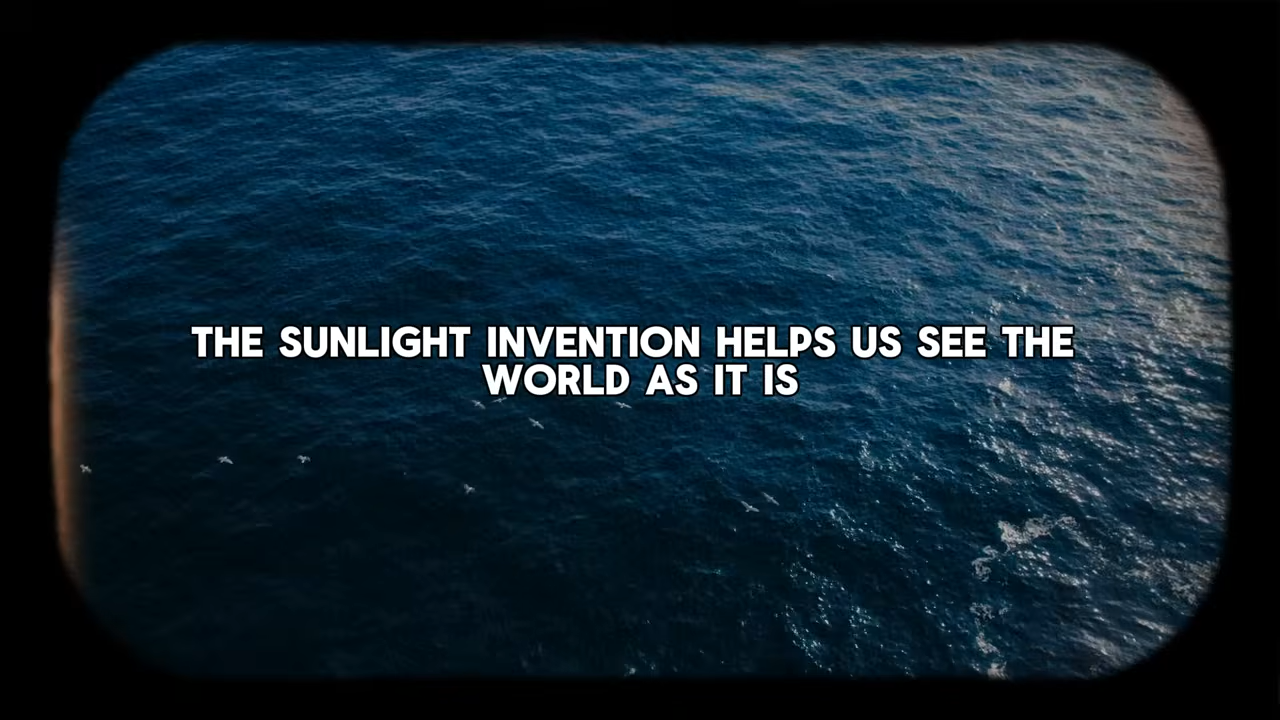 THE SUNLIGHT INVENTION HELPS US SEE THE
WORLD AS IT IS